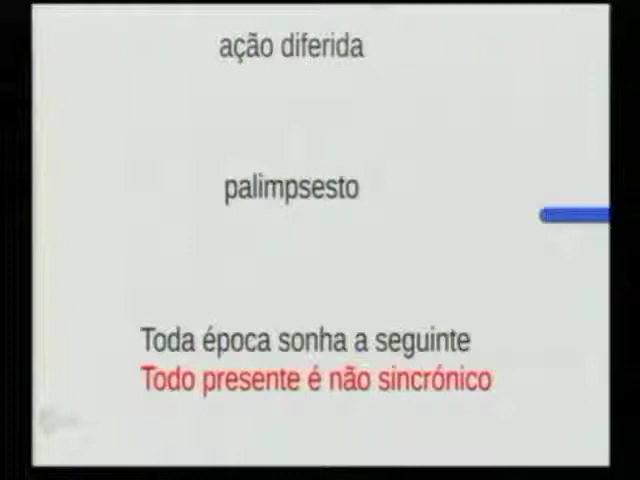 ação diferida
palimpsesto
Toda época sonha a seguinte
Todo presente é não sincrónico